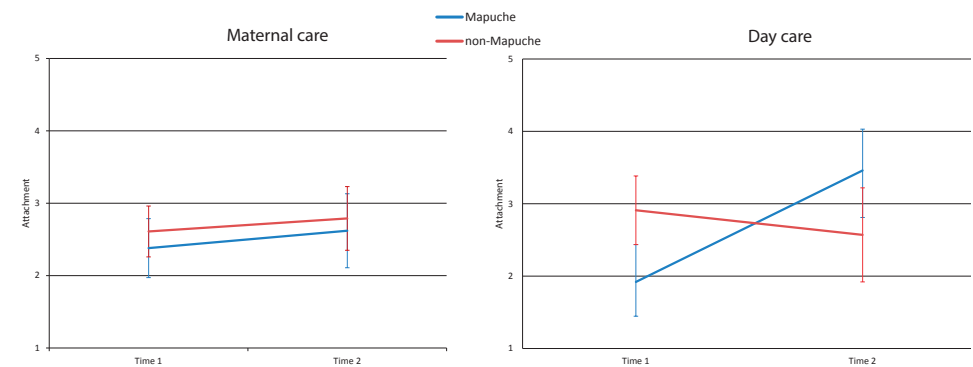 Mapuche
non-Mapuche
Maternal care
5
4
3
2
1
Attachment
Time 1
Time 2
Day care
5
4
3
2
1
Attachment
Time 1
Time 2